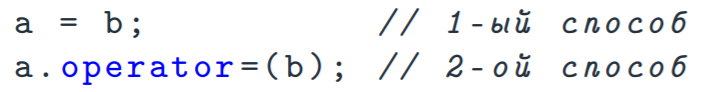 a = b; // 1-ый способ
a.operator=(b); // 2-ой способ